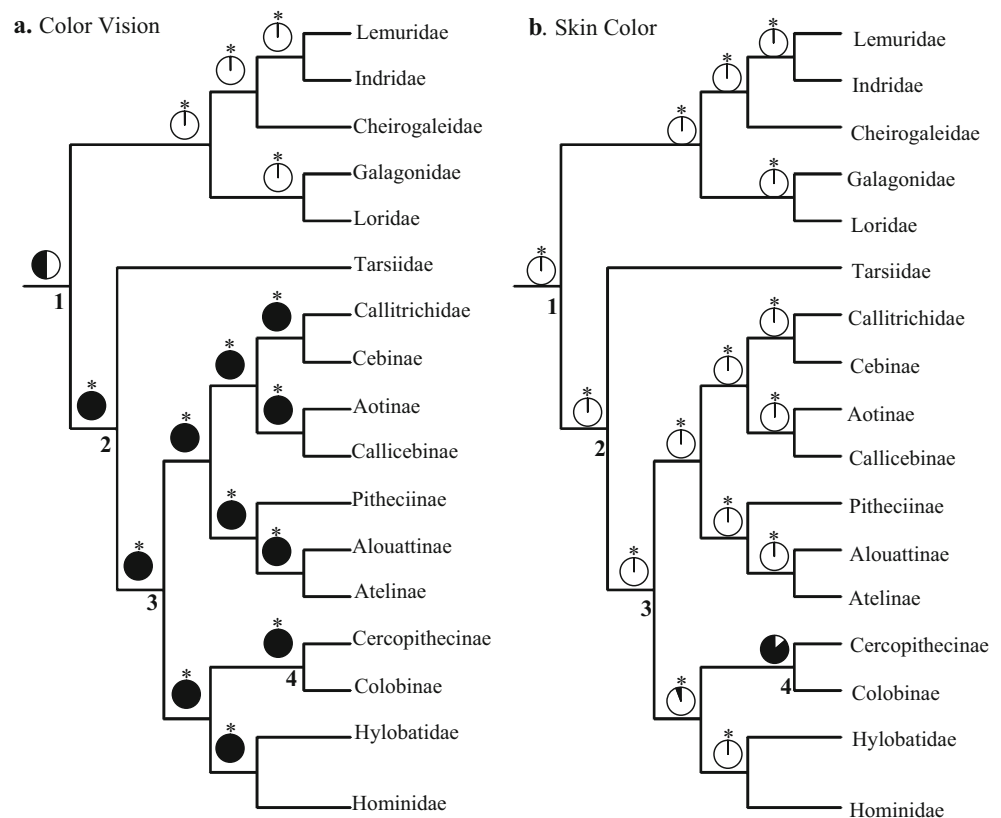 a. Color Vision
*
*
*
*
Lemuridae
Indridae
Cheirogaleidae
Galagonidae
Loridae
Tarsiidae
1
*
2
*
*
*
*
*
Callitrichidae
Cebinae
Aotinae
Callicebinae
*
*
Pitheciinae
Alouattinae
Atelinae
3
*
*
4
*
Cercopithecinae
Colobinae
Hylobatidae
Hominidae
b. Skin Color
*
*
*
*
Lemuridae
Indridae
Cheirogaleidae
Galagonidae
Loridae
Tarsiidae
*
1
*
2
*
*
*
*
*
Callitrichidae
Cebinae
Aotinae
Callicebinae
*
*
Pitheciinae
Alouattinae
Atelinae
3
*
4
*
Cercopithecinae
Colobinae
Hylobatidae
Hominidae